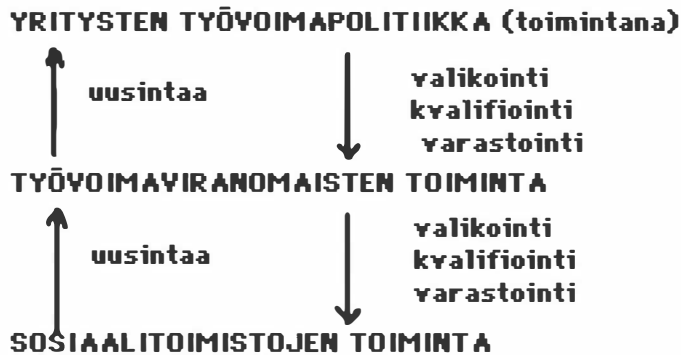 YRITYSTEN TYÖVOIMAPOLITIIKKA (toimintana)
uusintaa
valikointi
kvalifiointi
varastointi
TYÖVOIMAVIRANOMAISTEN TOIMINTA
uusintaa
valikointi
kvalifiointi
varastointi
SOSIAALITOIMISTOJEN TOIMINTA